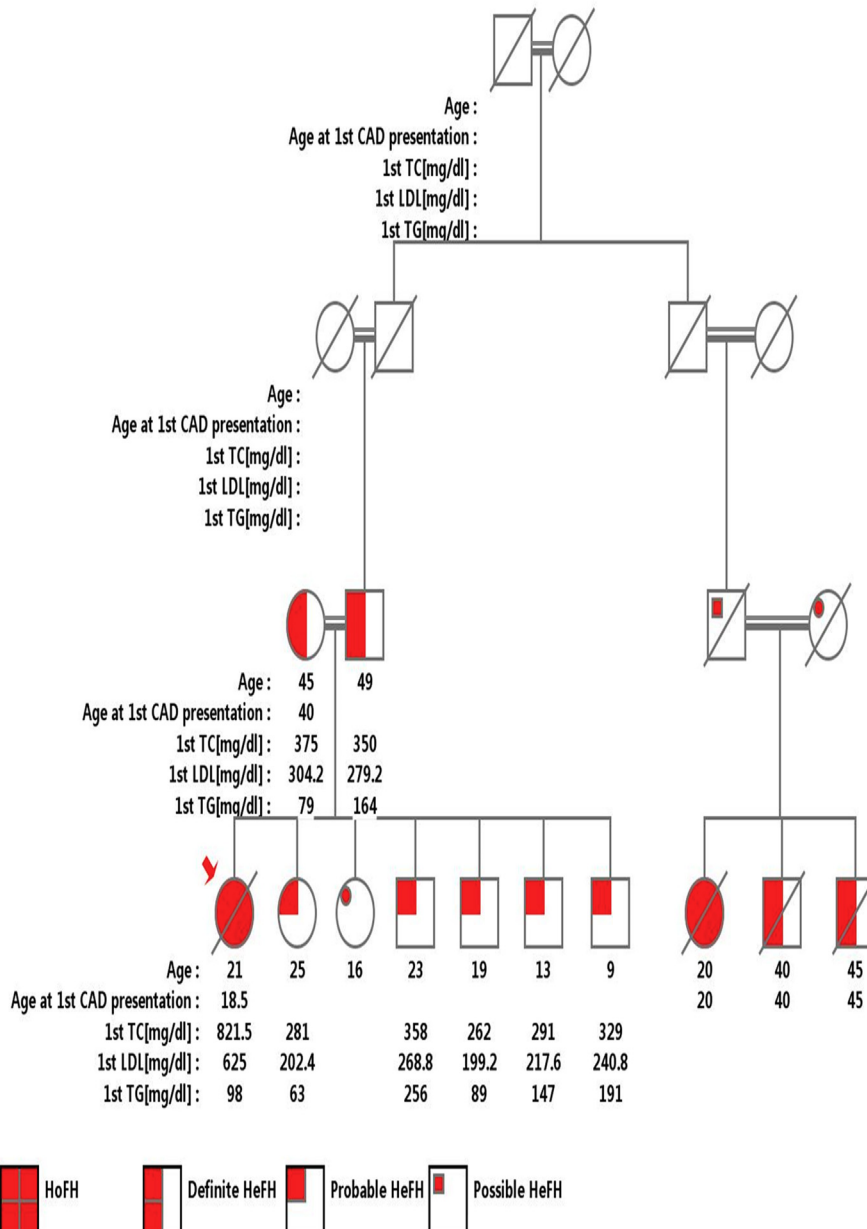 Age :
Age at 1st CAD presentation :
1st TC[mg/dl] :
1st LDL[mg/dl] :
1st TG[mg/dl] :
Age :
Age at 1st CAD presentation :
1st TC[mg/dl] :
1st LDL[mg/dl] :
1st TG[mg/dl] :
Age : 45 49
Age at 1st CAD presentation : 40
1st TC[mg/dl] : 375 350
1st LDL[mg/dl] : 304.2 279.2
1st TG[mg/dl] : 79 164
Age : 21 25 16 23 19 13 9 20 40 45
Age at 1st CAD presentation : 18.5 20 40 45
1st TC[mg/dl] : 821.5 281 358 262 291 329
1st LDL[mg/dl] : 625 202.4 268.8 199.2 217.6 240.8
1st TG[mg/dl] : 98 63 256 89 147 191
HoFH Definite HeFH Probable HeFH Possible HeFH